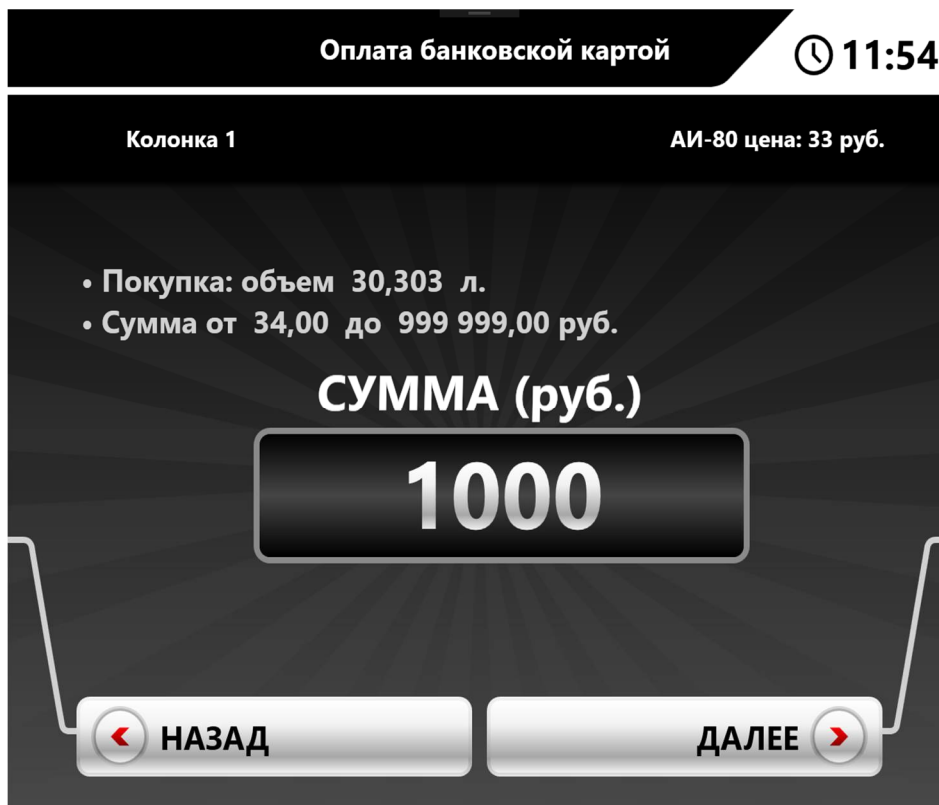 Оплата банковской картой
11:54
Колонка 1
АИ-80 цена: 33 руб.
• Покупка: объем 30,303 л.
• Сумма от 34,00 до 999 999,00 руб.
СУММА (руб.)
1000
НАЗАД
ДАЛЕЕ